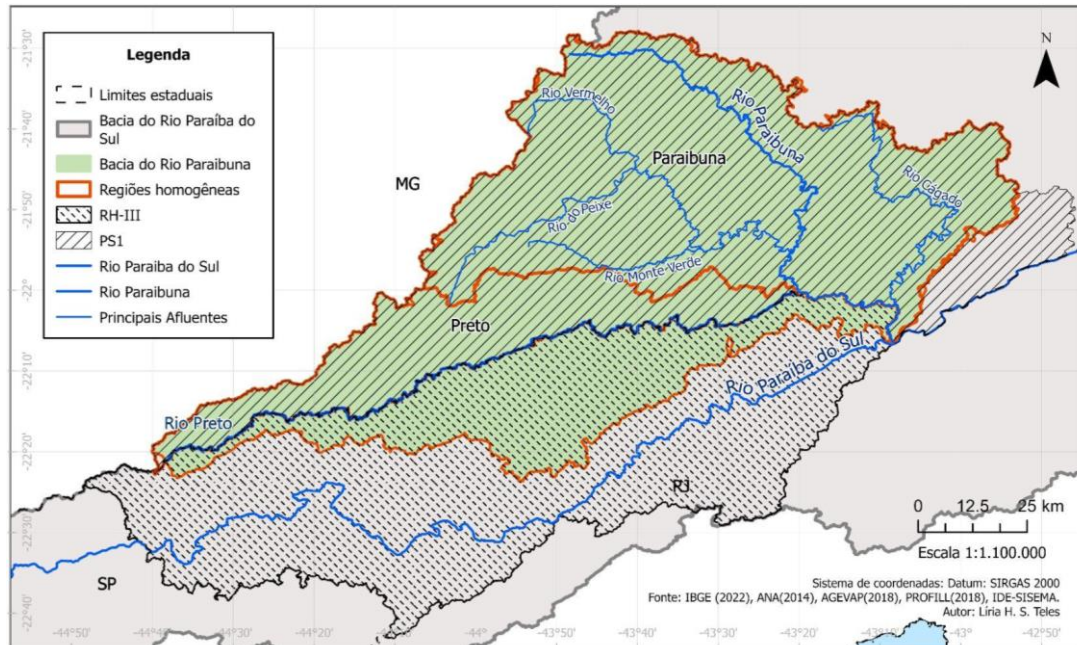 Legenda
Limites estaduais
Bacia do Rio Paraíba do
Sul
Bacia do Rio Paraibuna
Regiões homogêneas
RH-III
PS1
Rio Paraiba do Sul
Rio Paraibuna
Principais Afluentes
N
MG
Rio Vermelho
Rio Paraibuna
Paraibuna
Rio Cágado
Rio do Peixe
Rio Monte Verde
Preto
Rio Paraíba do Sul
Rio Preto
RJ
SP
0 12.5 25 km
Escala 1:1.100.000
Sistema de coordenadas: Datum: SIRGAS 2000
Fonte: IBGE (2022), ANA(2014), AGEVAP(2018), PROFILL(2018), IDE-SISEMA.
Autor: Líria H. S. Teles
-21°30'
-21°40'
-21°50'
-22°
-22°10'
-22°20'
-22°30'
-22°40'
-44°50' -44°40' -44°30' -44°20' -44°10' -44° -43°50' -43°40' -43°30' -43°20' -43°10' -43° -42°50'